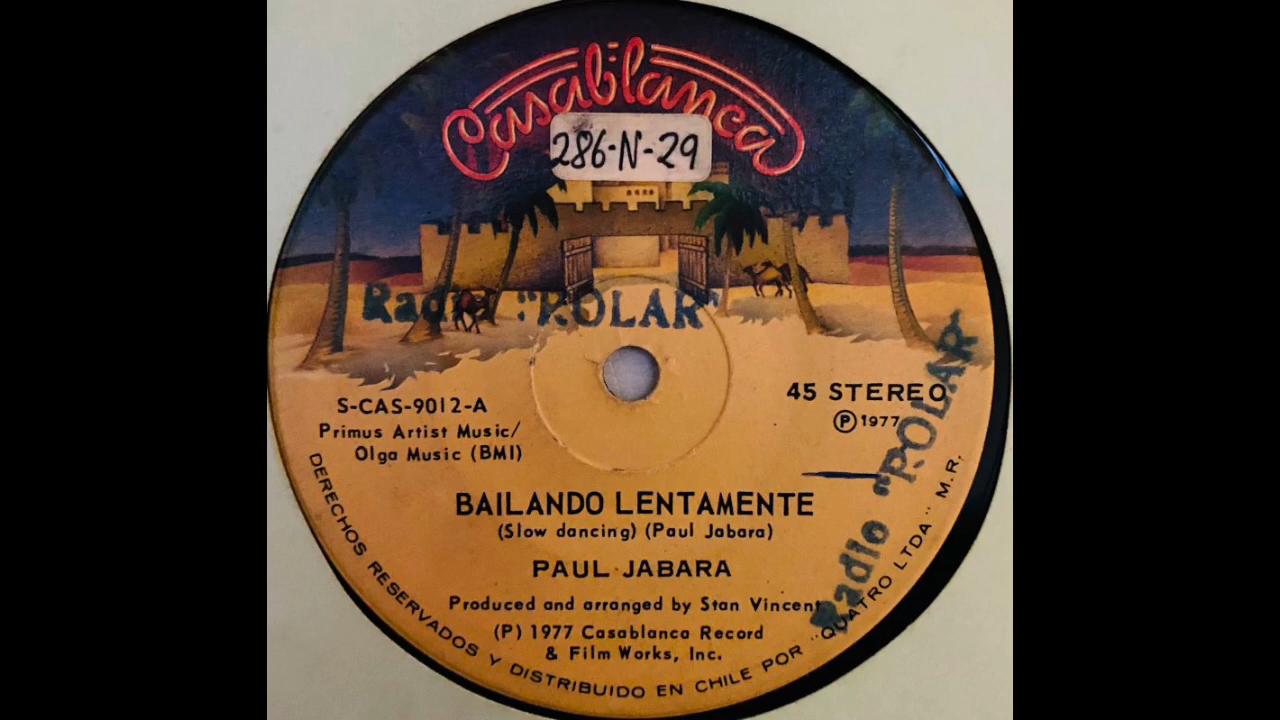 Casablanca
286-N-29
Radio "ROLAR"
S-CAS-9012-A
Primus Artist Music/
Olga Music (BMI)
45 STEREO
Ⓟ 1977
Radio "ROLAR"
BAILANDO LENTAMENTE
(Slow dancing) (Paul Jabara)
PAUL JABARA
Produced and arranged by Stan Vincent
(P) 1977 Casablanca Record
& Film Works, Inc.
DERECHOS RESERVADOS Y DISTRIBUIDO EN CHILE POR "QUATRO LTDA" M.R.